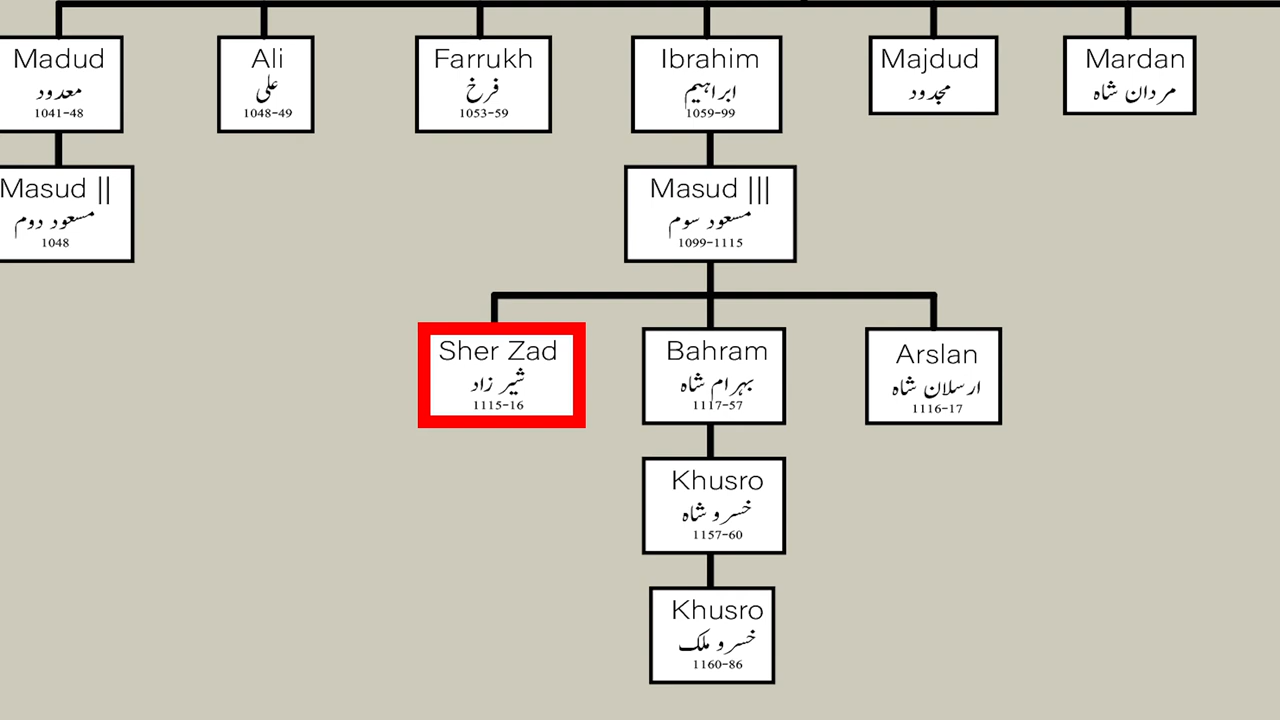 Madud
معدود
1041-48
Ali
علی
1048-49
Farrukh
فرخ
1053-59
Ibrahim
ابراہیم
1059-99
Majdud
مجدود
Mardan
مردان شاہ
Masud ||
مسعود دوم
1048
Masud |||
مسعود سوم
1099-1115
Sher Zad
شیر زاد
1115-16
Bahram
بہرام شاہ
1117-57
Arslan
ارسلان شاہ
1116-17
Khusro
خسرو شاہ
1157-60
Khusro
خسرو ملک
1160-86